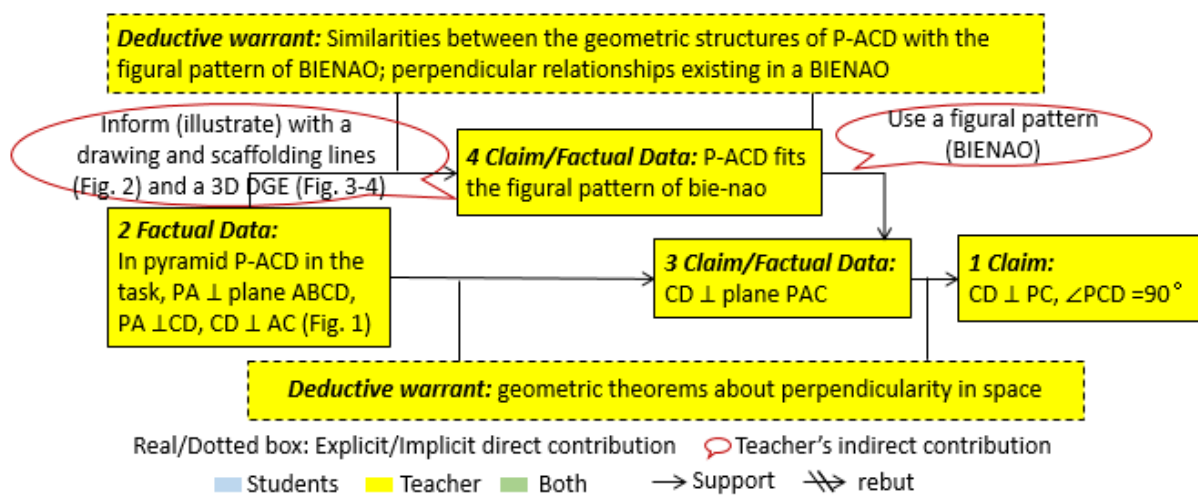 Deductive warrant: Similarities between the geometric structures of P-ACD with the
figural pattern of BIENAO; perpendicular relationships existing in a BIENAO
Inform (illustrate) with a
drawing and scaffolding lines
(Fig. 2) and a 3D DGE (Fig. 3-4)
4 Claim/Factual Data: P-ACD fits
the figural pattern of bie-nao
Use a figural pattern
(BIENAO)
2 Factual Data:
In pyramid P-ACD in the
task, PA ⊥ plane ABCD,
PA ⊥CD, CD ⊥ AC (Fig. 1)
3 Claim/Factual Data:
CD ⊥ plane PAC
1 Claim:
CD ⊥ PC, ∠PCD =90°
Deductive warrant: geometric theorems about perpendicularity in space
Real/Dotted box: Explicit/Implicit direct contribution Teacher's indirect contribution
Students Teacher Both Support rebut